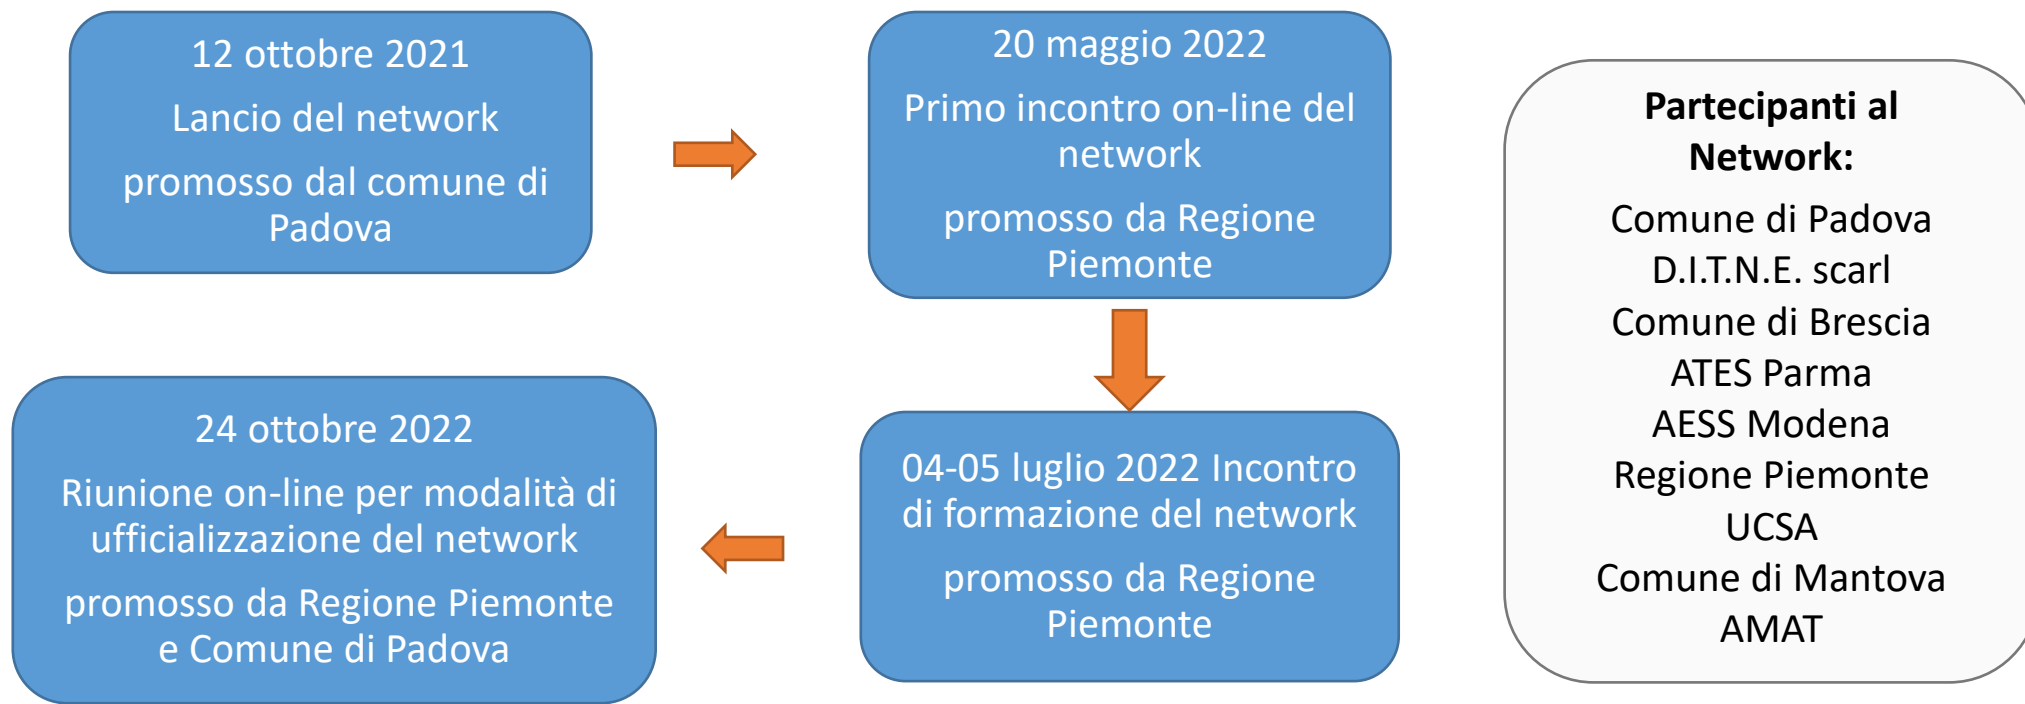 12 ottobre 2021
Lancio del network
promosso dal comune di
Padova
20 maggio 2022
Primo incontro on-line del
network
promosso da Regione
Piemonte
04-05 luglio 2022 Incontro
di formazione del network
promosso da Regione
Piemonte
24 ottobre 2022
Riunione on-line per modalità di
ufficializzazione del network
promosso da Regione Piemonte
e Comune di Padova
Partecipanti al
Network:
Comune di Padova
D.I.T.N.E. scarl
Comune di Brescia
ATES Parma
AESS Modena
Regione Piemonte
UCSA
Comune di Mantova
AMAT